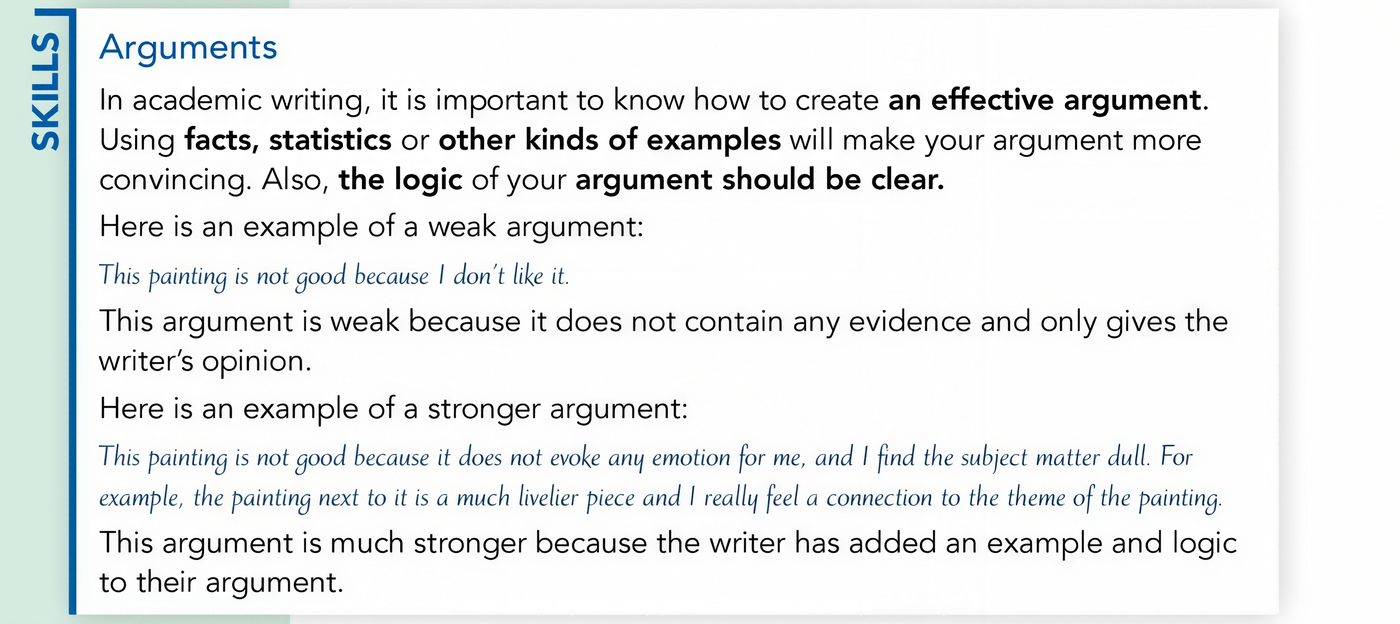 SKILLS
Arguments
In academic writing, it is important to know how to create an effective argument.
Using facts, statistics or other kinds of examples will make your argument more
convincing. Also, the logic of your argument should be clear.
Here is an example of a weak argument:
This painting is not good because I don't like it.
This argument is weak because it does not contain any evidence and only gives the
writer's opinion.
Here is an example of a stronger argument:
This painting is not good because it does not evoke any emotion for me, and I find the subject matter dull. For
example, the painting next to it is a much livelier piece and I really feel a connection to the theme of the painting.
This argument is much stronger because the writer has added an example and logic
to their argument.